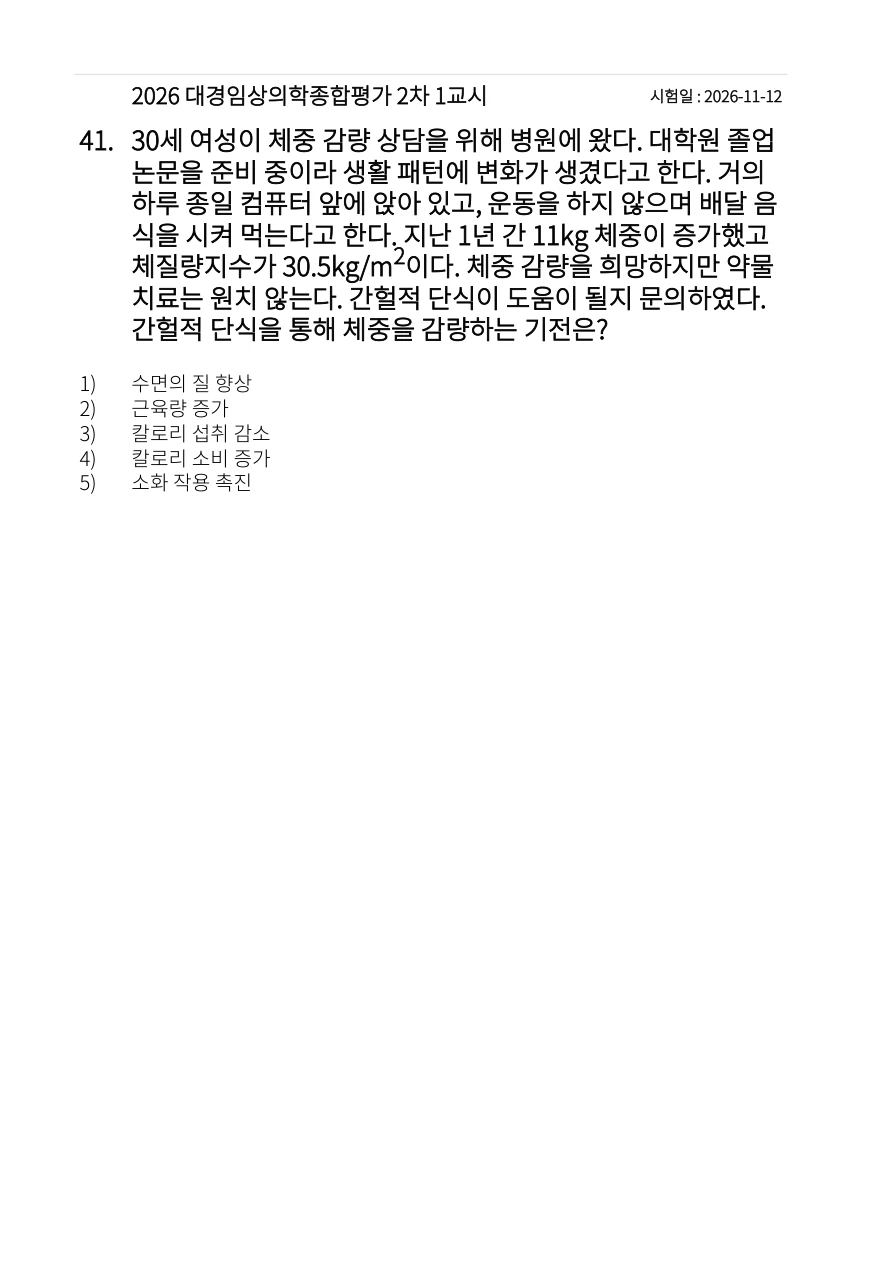 2026 대경임상의학종합평가 2차 1교시 시험일 : 2026-11-12
41. 30세 여성이 체중 감량 상담을 위해 병원에 왔다. 대학원 졸업
논문을 준비 중이라 생활 패턴에 변화가 생겼다고 한다. 거의
하루 종일 컴퓨터 앞에 앉아 있고, 운동을 하지 않으며 배달 음
식을 시켜 먹는다고 한다. 지난 1년 간 11kg 체중이 증가했고
체질량지수가 30.5kg/m²이다. 체중 감량을 희망하지만 약물
치료는 원치 않는다. 간헐적 단식이 도움이 될지 문의하였다.
간헐적 단식을 통해 체중을 감량하는 기전은?
1) 수면의 질 향상
2) 근육량 증가
3) 칼로리 섭취 감소
4) 칼로리 소비 증가
5) 소화 작용 촉진